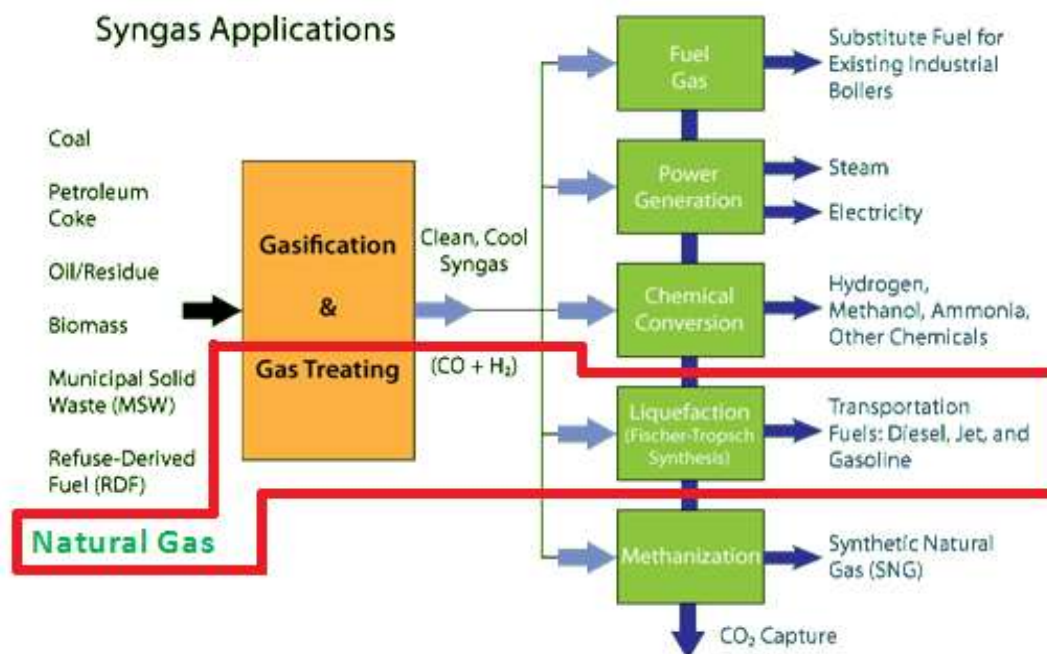 Syngas Applications
Coal
Petroleum
Coke
Oil/Residue
Biomass
Municipal Solid
Waste (MSW)
Refuse-Derived
Fuel (RDF)
Natural Gas
Gasification
&
Gas Treating
Clean, Cool
Syngas
(CO + H₂)
Fuel
Gas
Substitute Fuel for
Existing Industrial
Boilers
Power
Generation
Steam
Electricity
Chemical
Conversion
Hydrogen,
Methanol, Ammonia,
Other Chemicals
Liquefaction
(Fischer-Tropsch
Synthesis)
Transportation
Fuels: Diesel, Jet, and
Gasoline
Methanization
Synthetic Natural
Gas (SNG)
CO₂ Capture